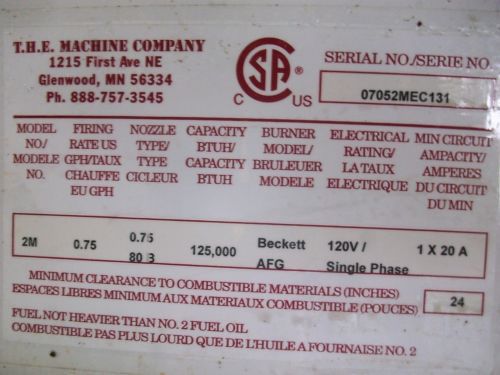 T.H.E. MACHINE COMPANY
1215 First Ave NE
Glenwood, MN 56334
Ph. 888-757-3545
CSA®
C US
SERIAL NO/SERIE NO.
07052MEC131
MODEL NO/ MODELE NO.
FIRING RATE US GPH/TAUX CHAUFFE EU GPH
NOZZLE TYPE/ TYPE CICLEUR
CAPACITY BTUH/ CAPACITY BTUH
BURNER MODEL/ BRULEUER MODELE
ELECTRICAL RATING/ LA TAUX ELECTRIQUE
MIN CIRCUIT AMPACITY/ AMPERES DU CIRCUIT DU MIN
2M 0.75 0.75 80 B 125,000 Beckett AFG 120V / Single Phase 1 X 20 A
MINIMUM CLEARANCE TO COMBUSTIBLE MATERIALS (INCHES)
ESPACES LIBRES MINIMUM AUX MATERIAUX COMBUSTIBLE (POUCES)
24
FUEL NOT HEAVIER THAN NO. 2 FUEL OIL
COMBUSTIBLE PAS PLUS LOURD QUE DE L'HUILE A FOURNAISE NO. 2